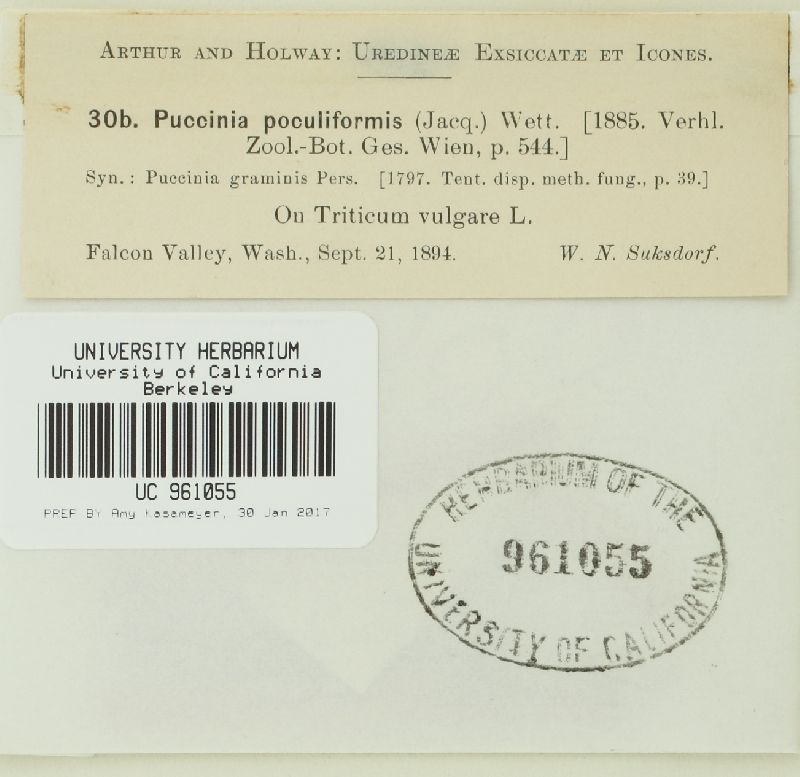 ARTHUR AND HOLWAY: UREDINEÆ EXSICCATÆ ET ICONES.
30b. Puccinia poculiformis (Jacq.) Wett. [1885. Verhl.
Zool.-Bot. Ges. Wien, p. 544.]
Syn.: Puccinia graminis Pers. [1797. Tent. disp. meth. fung., p. 39.]
On Triticum vulgare L.
Falcon Valley, Wash., Sept. 21, 1894. W. N. Suksdorf.
UNIVERSITY HERBARIUM
University of California
Berkeley
UC 961055
PREP BY Amy Kasameyer, 30 Jan 2017
HERBARIUM OF THE
961055
UNIVERSITY OF CALIFORNIA